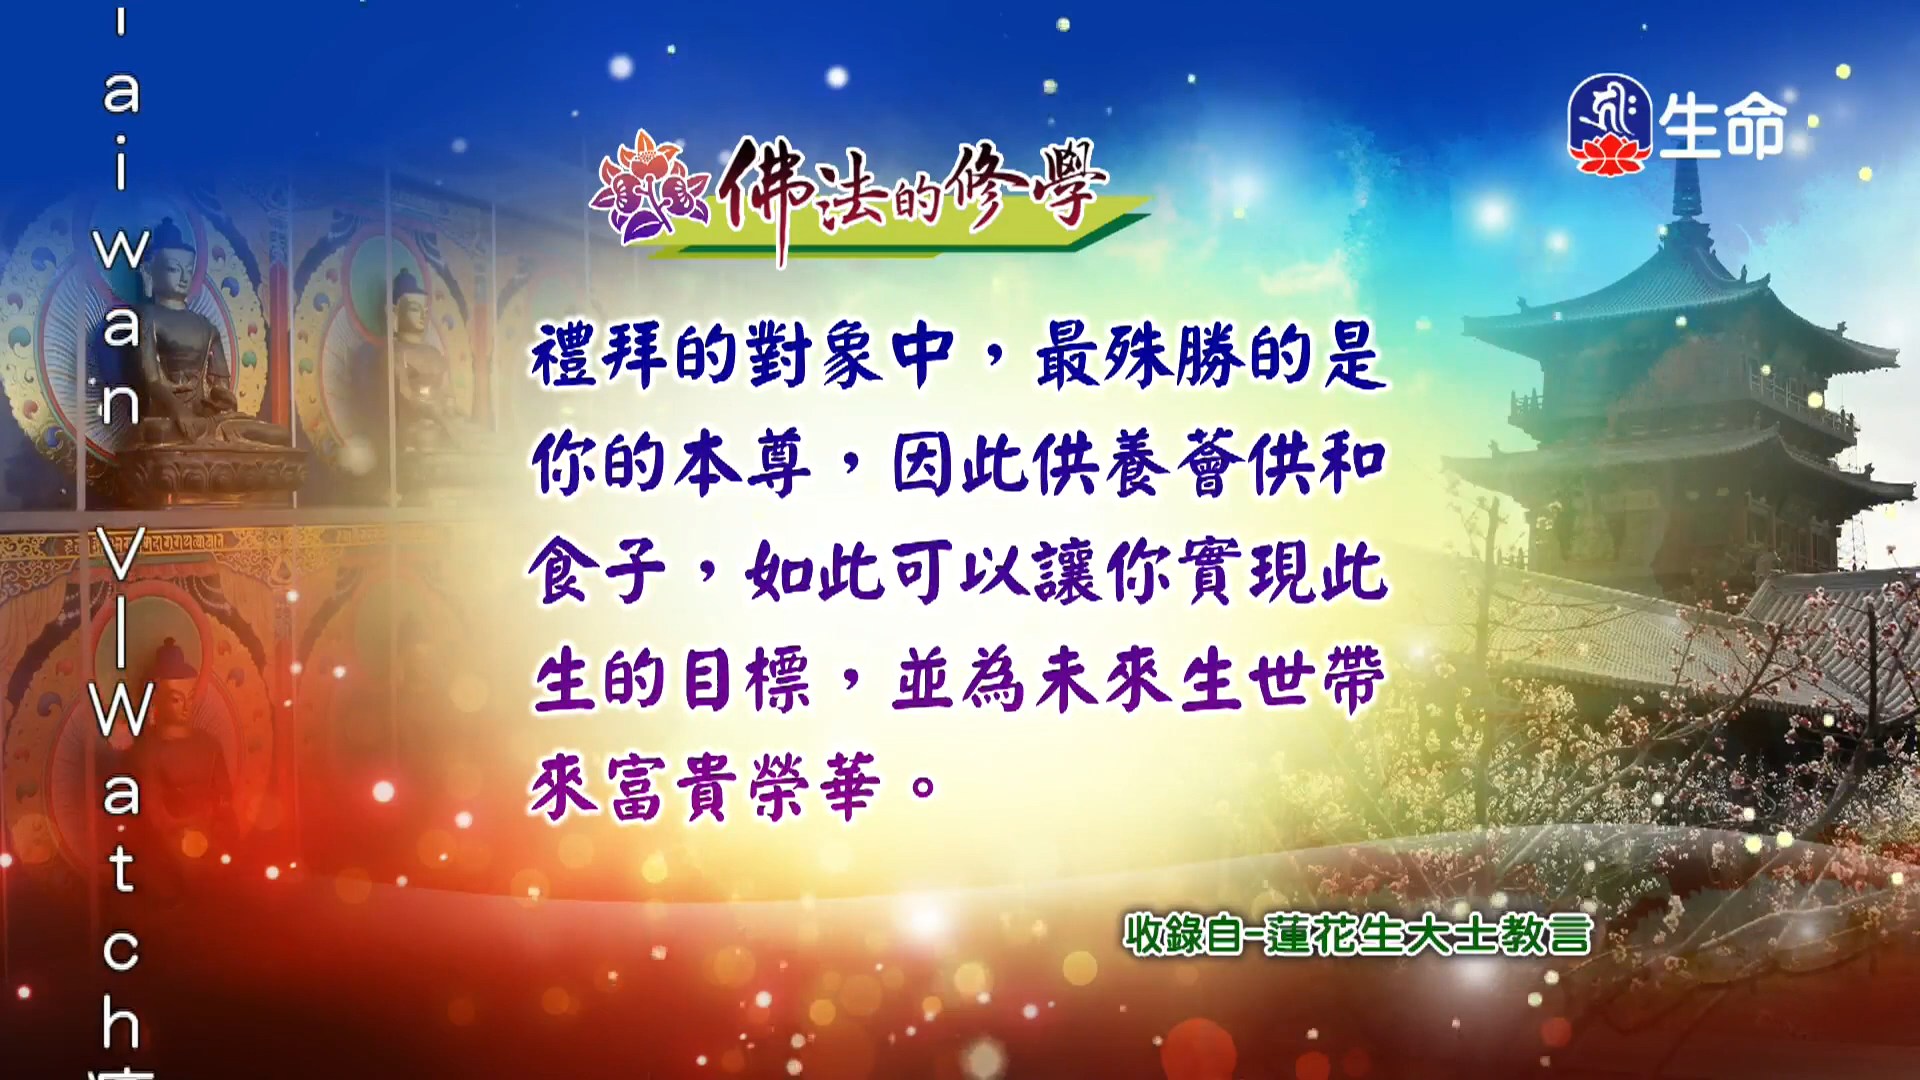 生命
佛法的修學
禮拜的對象中，最殊勝的是
你的本尊，因此供養薈供和
食子，如此可以讓你實現此
生的目標，並為未來生世帶
來富貴榮華。
收錄自-蓮花生大士教言
aiwan VIWatch